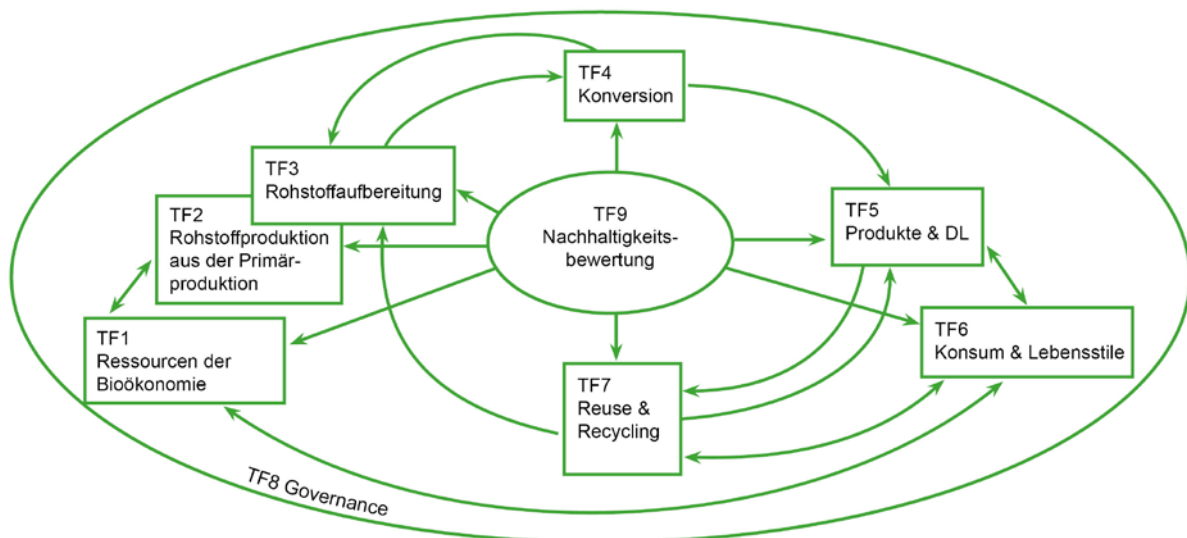 TF4
Konversion
TF3
Rohstoffaufbereitung
TF2
Rohstoffproduktion
aus der Primär-
produktion
TF1
Ressourcen der
Bioökonomie
TF9
Nachhaltigkeits-
bewertung
TF5
Produkte & DL
TF6
Konsum & Lebensstile
TF7
Reuse &
Recycling
TF8 Governance